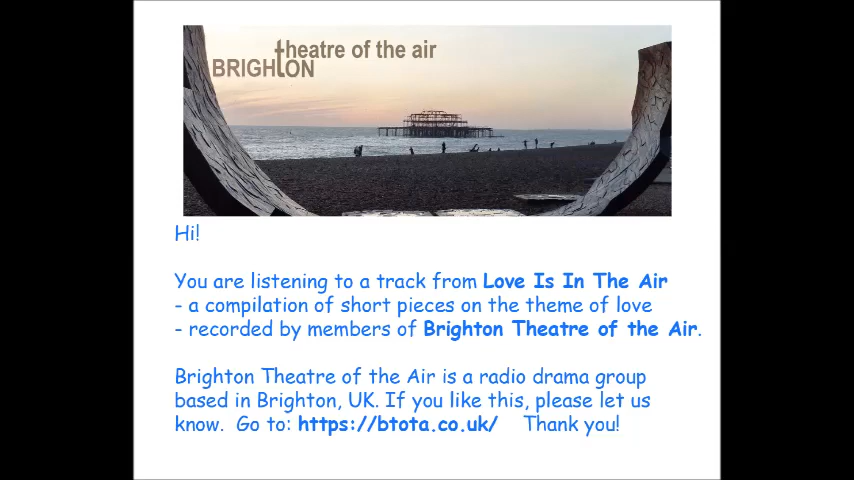 theatre of the air
BRIGHtON
Hi!
You are listening to a track from Love Is In The Air
- a compilation of short pieces on the theme of love
- recorded by members of Brighton Theatre of the Air.
Brighton Theatre of the Air is a radio drama group
based in Brighton, UK. If you like this, please let us
know. Go to: https://btota.co.uk/ Thank you!